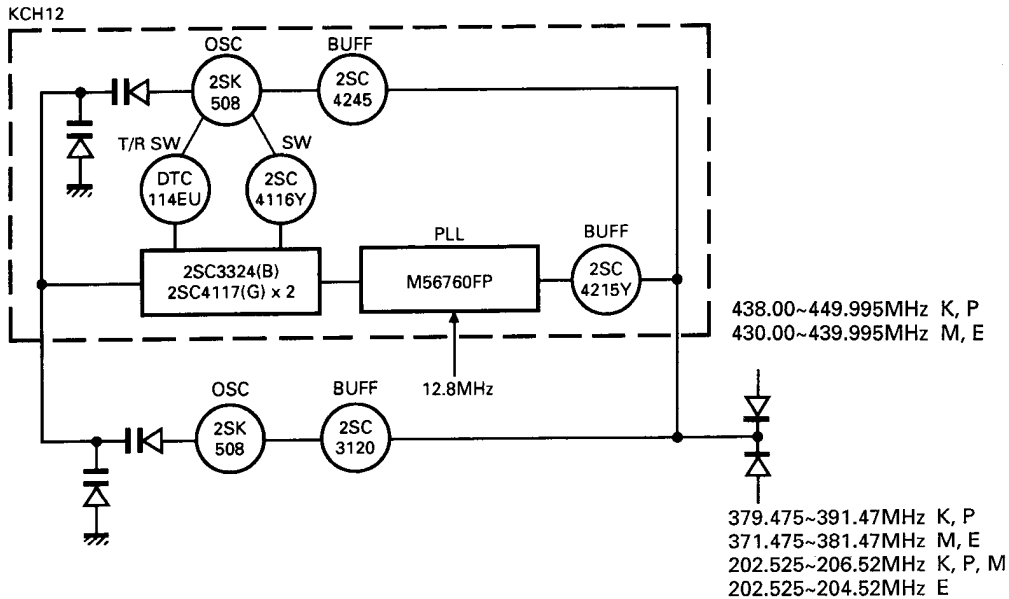 KCH12
OSC
BUFF
2SK
508
2SC
4245
T/R SW
SW
DTC
114EU
2SC
4116Y
PLL
BUFF
2SC3324(B)
2SC4117(G) x 2
M56760FP
2SC
4215Y
438.00~449.995MHz K, P
430.00~439.995MHz M, E
12.8MHz
OSC
BUFF
2SK
508
2SC
3120
379.475~391.47MHz K, P
371.475~381.47MHz M, E
202.525~206.52MHz K, P, M
202.525~204.52MHz E